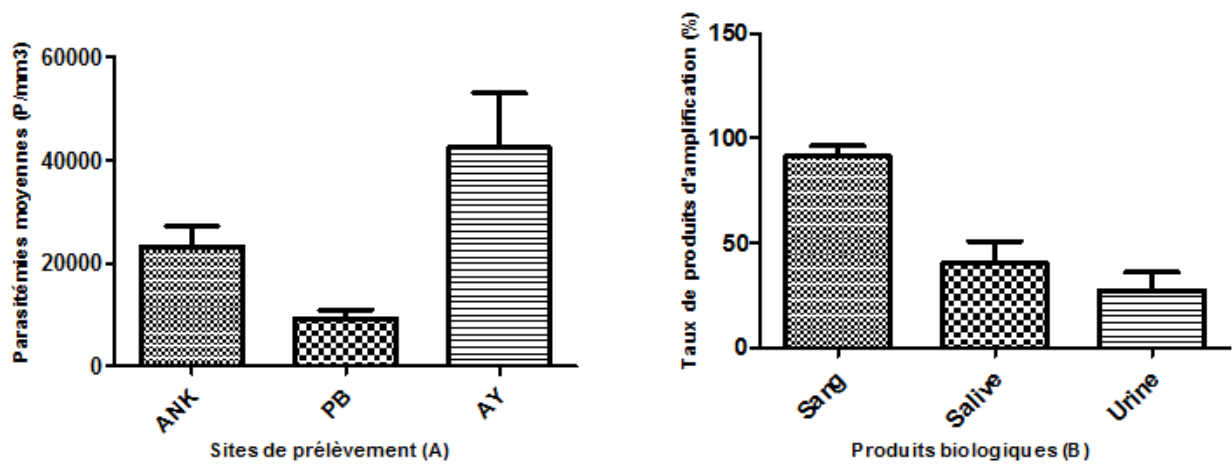 Parasitémies moyennes (P/mm3)
60000
40000
20000
0
ANK
PB
AY
Sites de prélèvement (A)
Taux de produits d'amplification (%)
150
100
50
0
Sang
Salive
Urine
Produits biologiques (B)